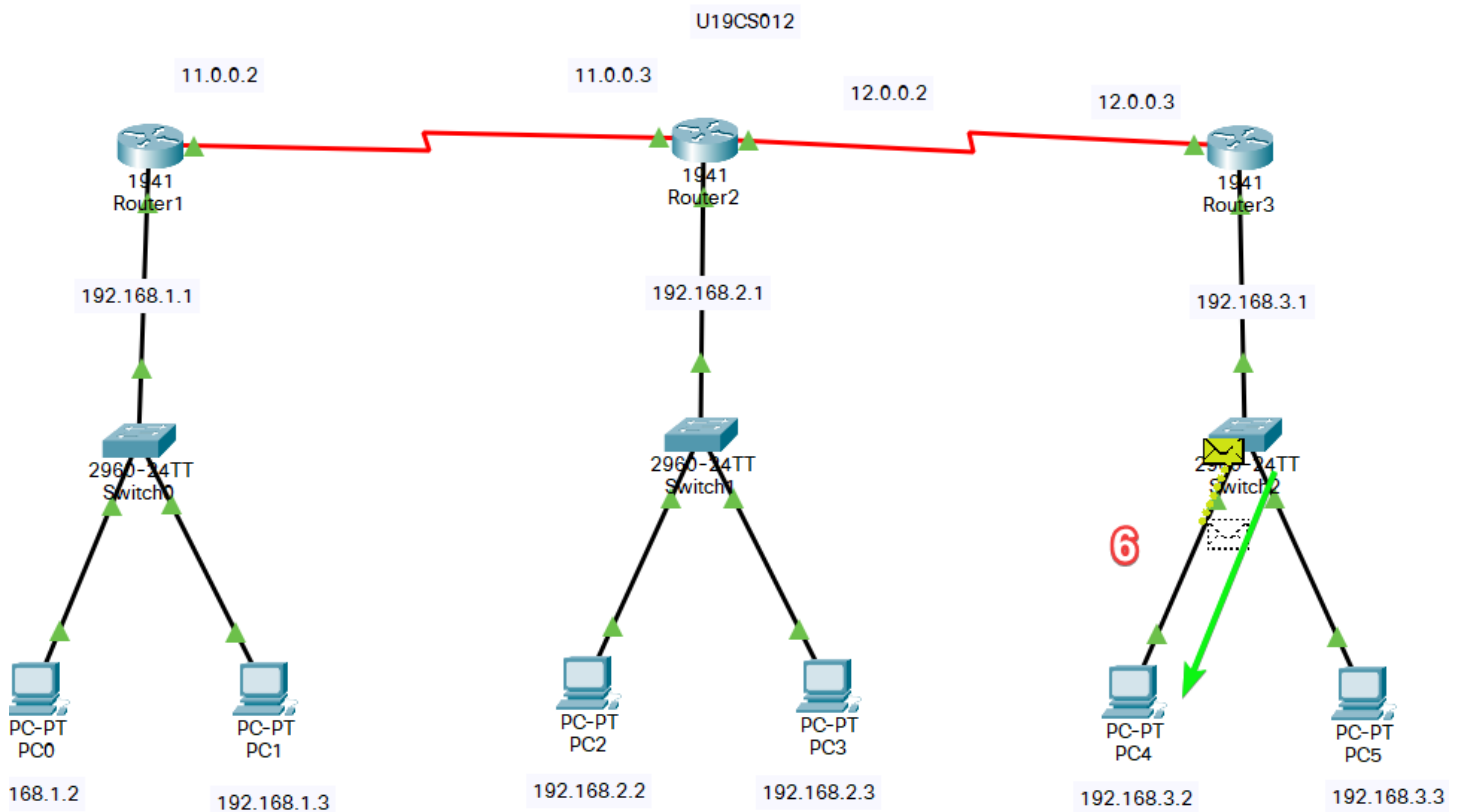 U19CS012
11.0.0.2
11.0.0.3
12.0.0.2
12.0.0.3
1941
Router1
1941
Router2
1941
Router3
192.168.1.1
192.168.2.1
192.168.3.1
2960-24TT
Switch0
2960-24TT
Switch1
2960-24TT
Switch2
6
PC-PT
PC0
PC-PT
PC1
PC-PT
PC2
PC-PT
PC3
PC-PT
PC4
PC-PT
PC5
168.1.2
192.168.1.3
192.168.2.2
192.168.2.3
192.168.3.2
192.168.3.3